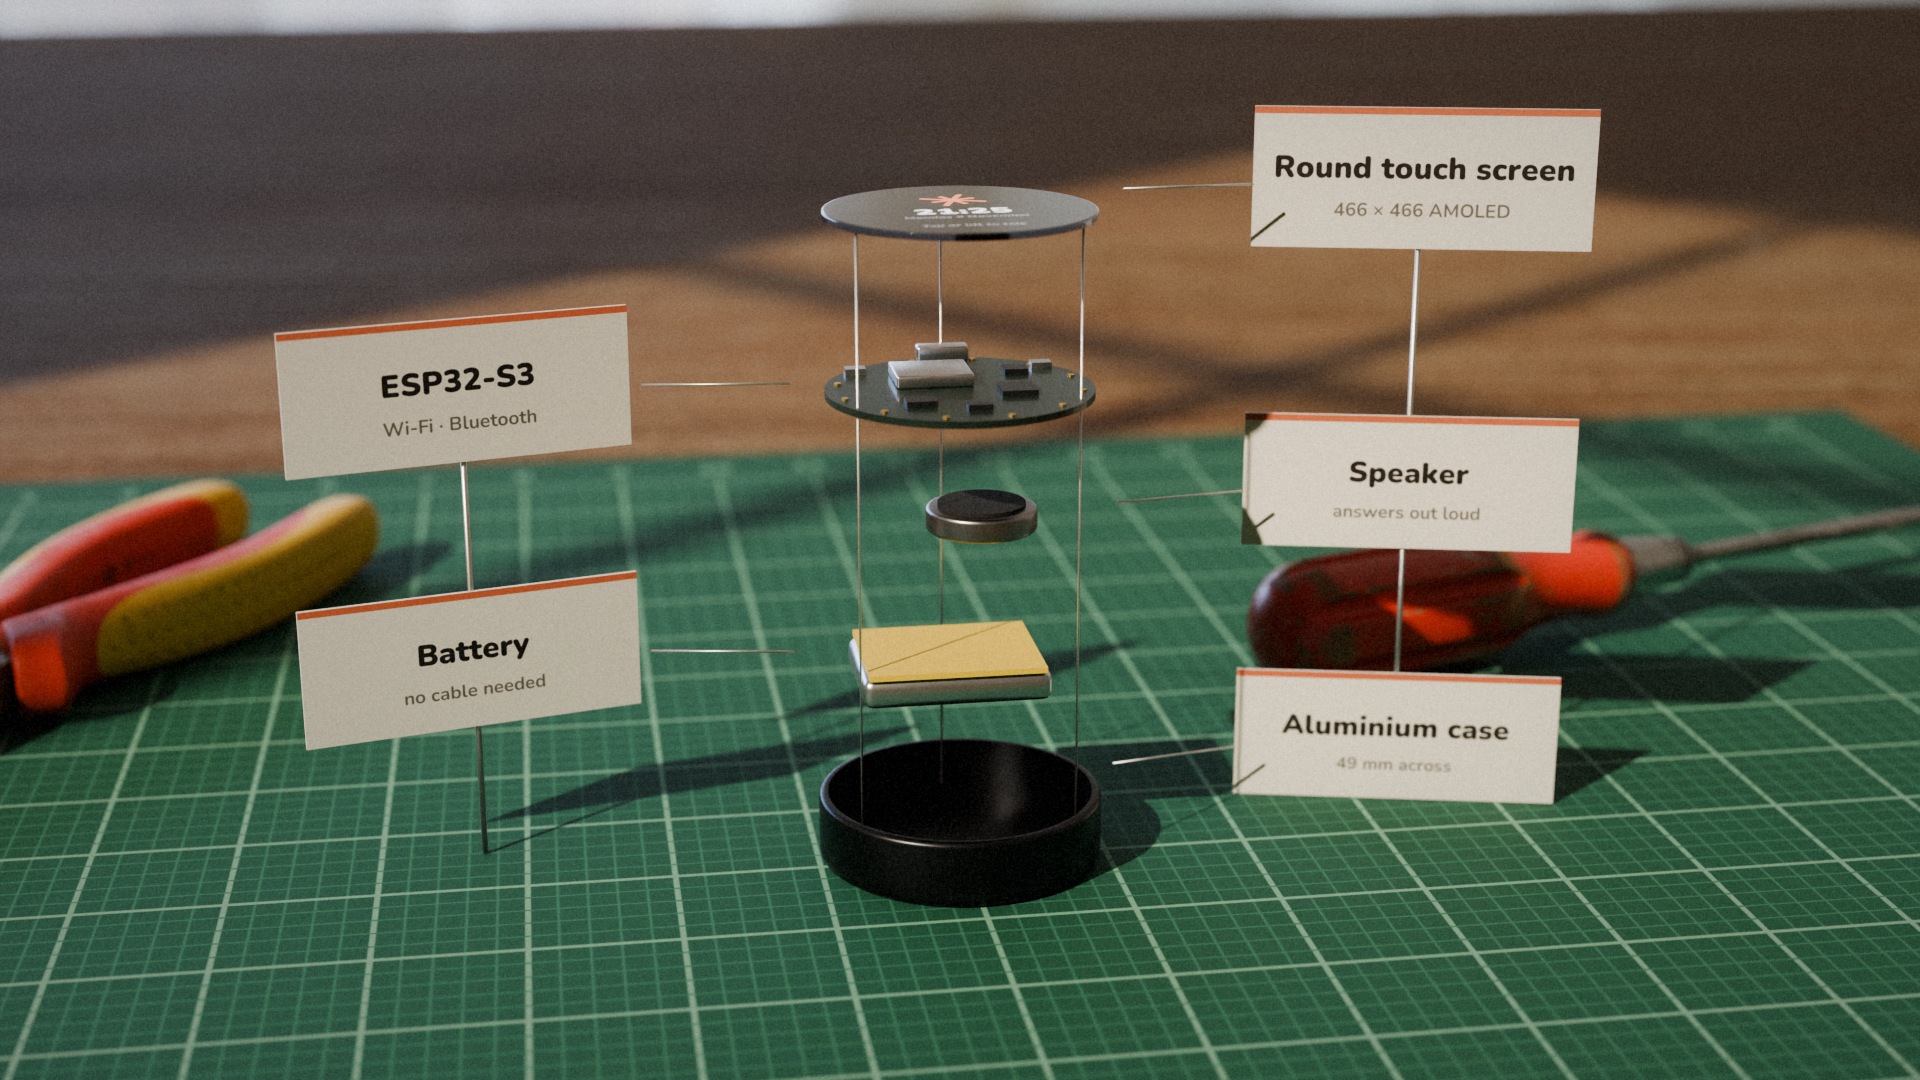 Round touch screen
466 × 466 AMOLED
21:25
ESP32-S3
Wi-Fi · Bluetooth
Speaker
answers out loud
Battery
no cable needed
Aluminium case
49 mm across